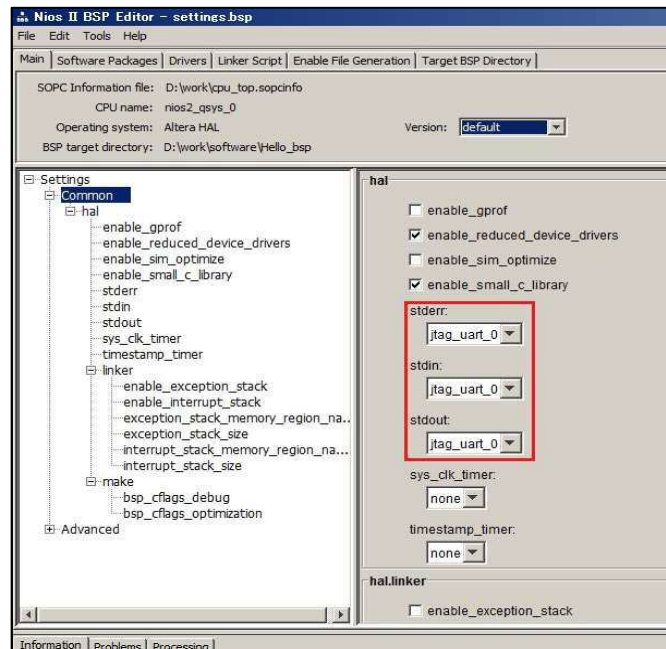 Nios II BSP Editor - settings.bsp
File Edit Tools Help
Main Software Packages Drivers Linker Script Enable File Generation Target BSP Directory
SOPC Information file: D:\work\cpu_top.sopcinfo
CPU name: nios2_qsys_0
Operating system: Altera HAL Version: default
BSP target directory: D:\work\software\Hello_bsp
Settings
Common
hal
enable_gprof
enable_reduced_device_drivers
enable_sim_optimize
enable_small_c_library
stderr
stdin
stdout
sys_clk_timer
timestamp_timer
linker
enable_exception_stack
enable_interrupt_stack
exception_stack_memory_region_na...
exception_stack_size
interrupt_stack_memory_region_na...
interrupt_stack_size
make
bsp_cflags_debug
bsp_cflags_optimization
Advanced
hal
enable_gprof
enable_reduced_device_drivers
enable_sim_optimize
enable_small_c_library
stderr:
jtag_uart_0
stdin:
jtag_uart_0
stdout:
jtag_uart_0
sys_clk_timer:
none
timestamp_timer:
none
hal.linker
enable_exception_stack
Information Problems Processing